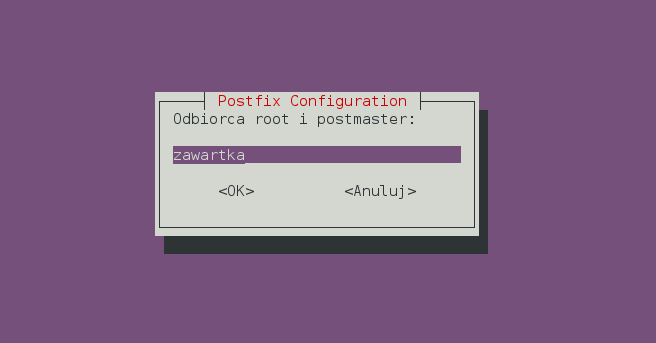 Postfix Configuration
Odbiorca root i postmaster:
zawartka
<OK> <Anuluj>